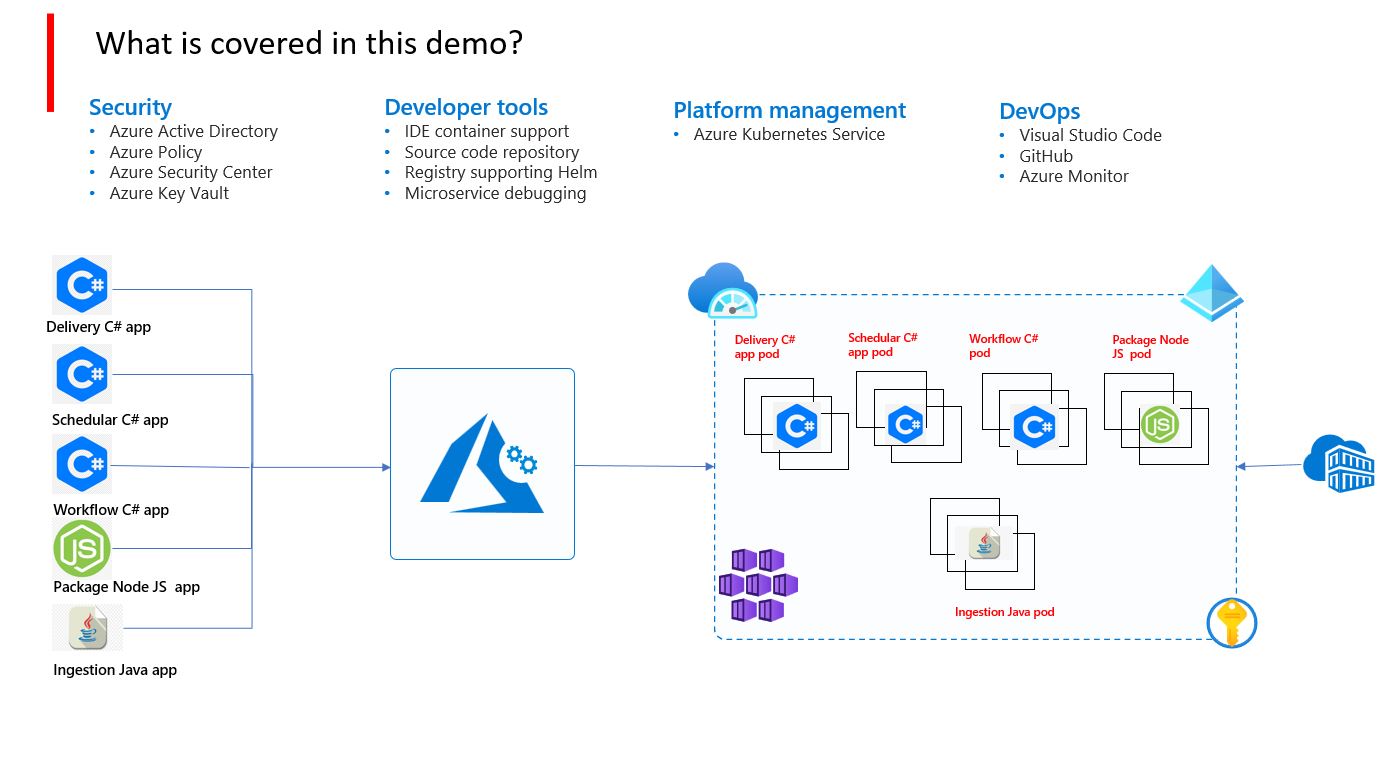 What is covered in this demo?
Security
• Azure Active Directory
• Azure Policy
• Azure Security Center
• Azure Key Vault
Developer tools
• IDE container support
• Source code repository
• Registry supporting Helm
• Microservice debugging
Platform management
• Azure Kubernetes Service
DevOps
• Visual Studio Code
• GitHub
• Azure Monitor
C#
Delivery C# app
C#
Schedular C# app
C#
Workflow C# app
JS
Package Node JS app
Ingestion Java app
Delivery C#
app pod
C#
Schedular C#
app pod
C#
Workflow C#
pod
C#
Package Node
JS pod
JS
Ingestion Java pod